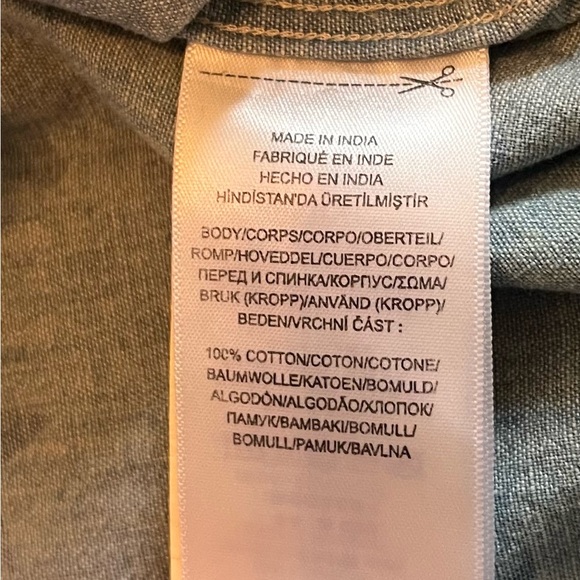 MADE IN INDIA
FABRIQUÉ EN INDE
HECHO EN INDIA
HİNDİSTAN'DA ÜRETİLMİŞTİR
BODY/CORPS/CORPO/OBERTEIL/
ROMP/HOVEDDEL/CUERPO/CORPO/
ПЕРЕД И СПИНКА/КОРПУС/ΣΩΜΑ/
BRUK (KROPP)/ANVÄND (KROPP)/
BEDEN/VRCHNÍ ČÁST :
100% COTTON/COTON/COTONE/
BAUMWOLLE/KATOEN/BOMULD/
ALGODÓN/ALGODÃO/ХЛОПОК/
ПАМУК/BAMBAKI/BOMULL/
BOMULL/PAMUK/BAVLNA